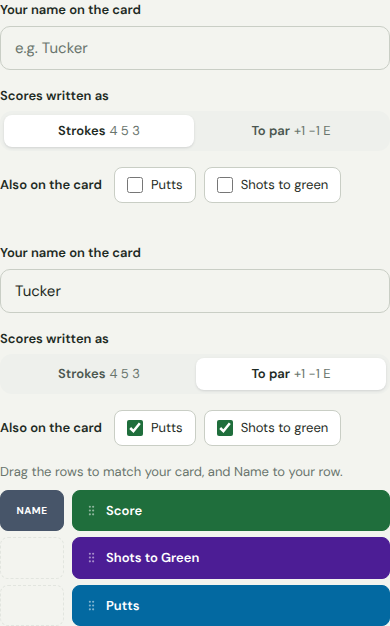 Your name on the card
e.g. Tucker
Scores written as
Strokes 4 5 3 To par +1 −1 E
Also on the card Putts Shots to green
Your name on the card
Tucker
Scores written as
Strokes 4 5 3 To par +1 −1 E
Also on the card Putts Shots to green
Drag the rows to match your card, and Name to your row.
NAME Score
Shots to Green
Putts